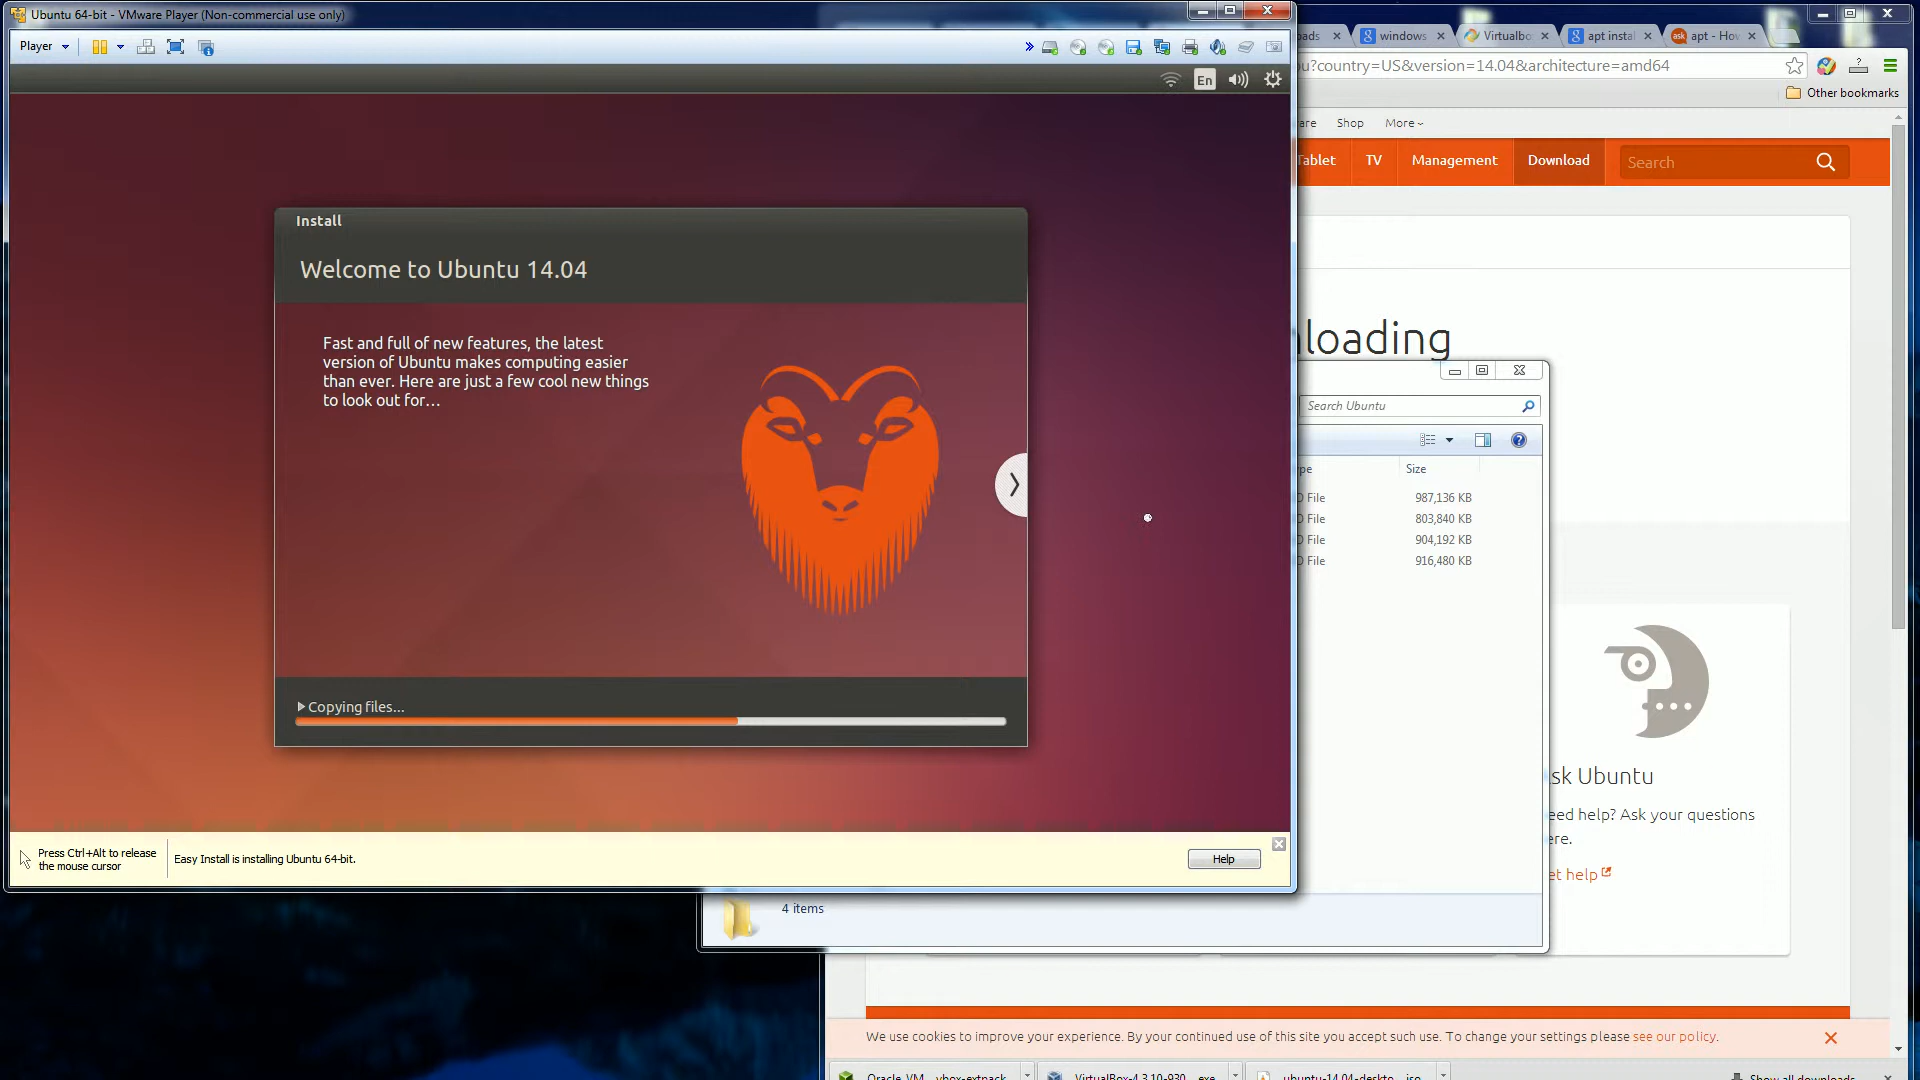 Ubuntu 64-bit - VMware Player (Non-commercial use only)
Player
En
Install
Welcome to Ubuntu 14.04
Fast and full of new features, the latest
version of Ubuntu makes computing easier
than ever. Here are just a few cool new things
to look out for...
Copying files...
Press Ctrl+Alt to release
the mouse cursor
Easy Install is installing Ubuntu 64-bit.
Help
windows
Virtualbo
apt instal
ask
apt - How
?country=US&version=14.04&architecture=amd64
Other bookmarks
Shop
More
Tablet
TV
Management
Download
Search
loading
Search Ubuntu
Size
File
987,136 KB
File
803,840 KB
File
904,192 KB
File
916,480 KB
4 items
sk Ubuntu
eed help? Ask your questions
ere.
et help
We use cookies to improve your experience. By your continued use of this site you accept such use. To change your settings please see our policy.
Oracle_VM_...vbox-extpack
VirtualBox-4.3.10-930...exe
ubuntu-14.04-deskto...iso
Show all downloads...